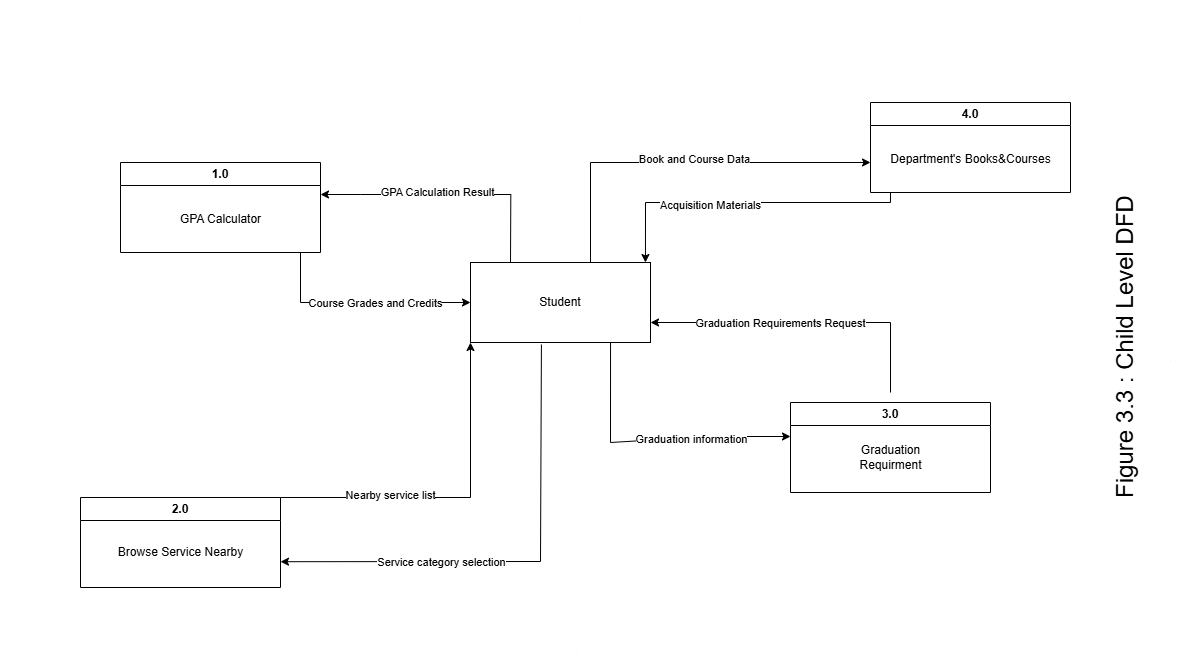 4.0
Department's Books&Courses
Book and Course Data
Acquisition Materials
1.0
GPA Calculator
GPA Calculation Result
Course Grades and Credits
Student
Graduation Requirements Request
3.0
Graduation
Requirment
Graduation information
Nearby service list
2.0
Browse Service Nearby
Service category selection
Figure 3.3 : Child Level DFD